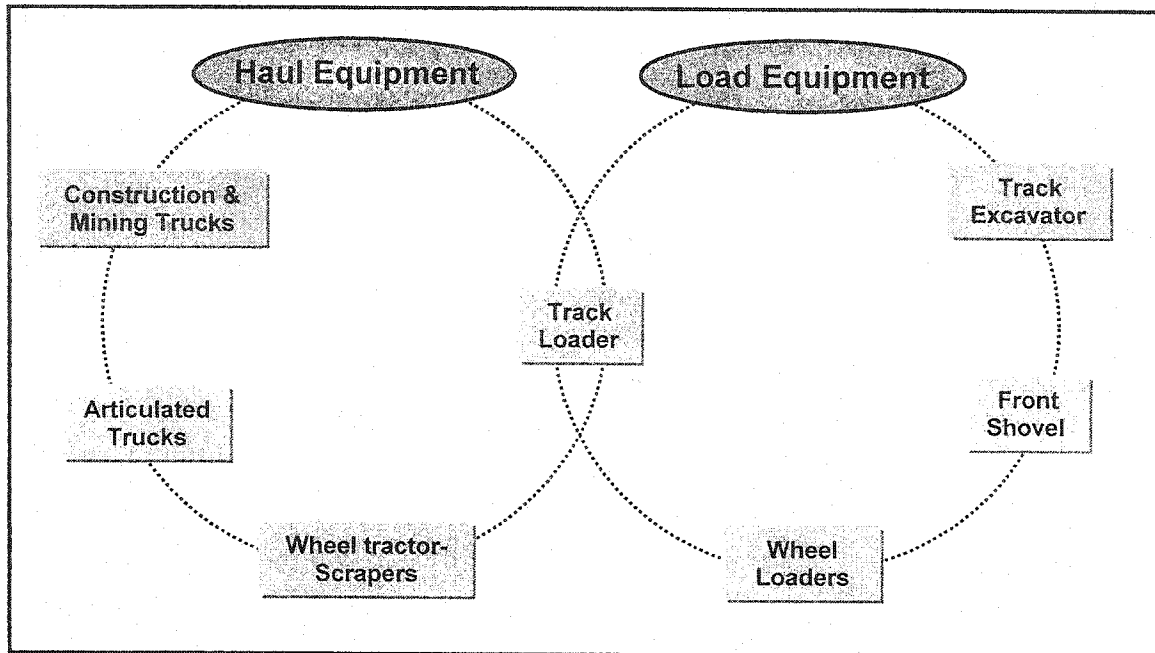 Haul Equipment
Load Equipment
Construction &
Mining Trucks
Track
Excavator
Track
Loader
Articulated
Trucks
Front
Shovel
Wheel tractor-
Scrapers
Wheel
Loaders